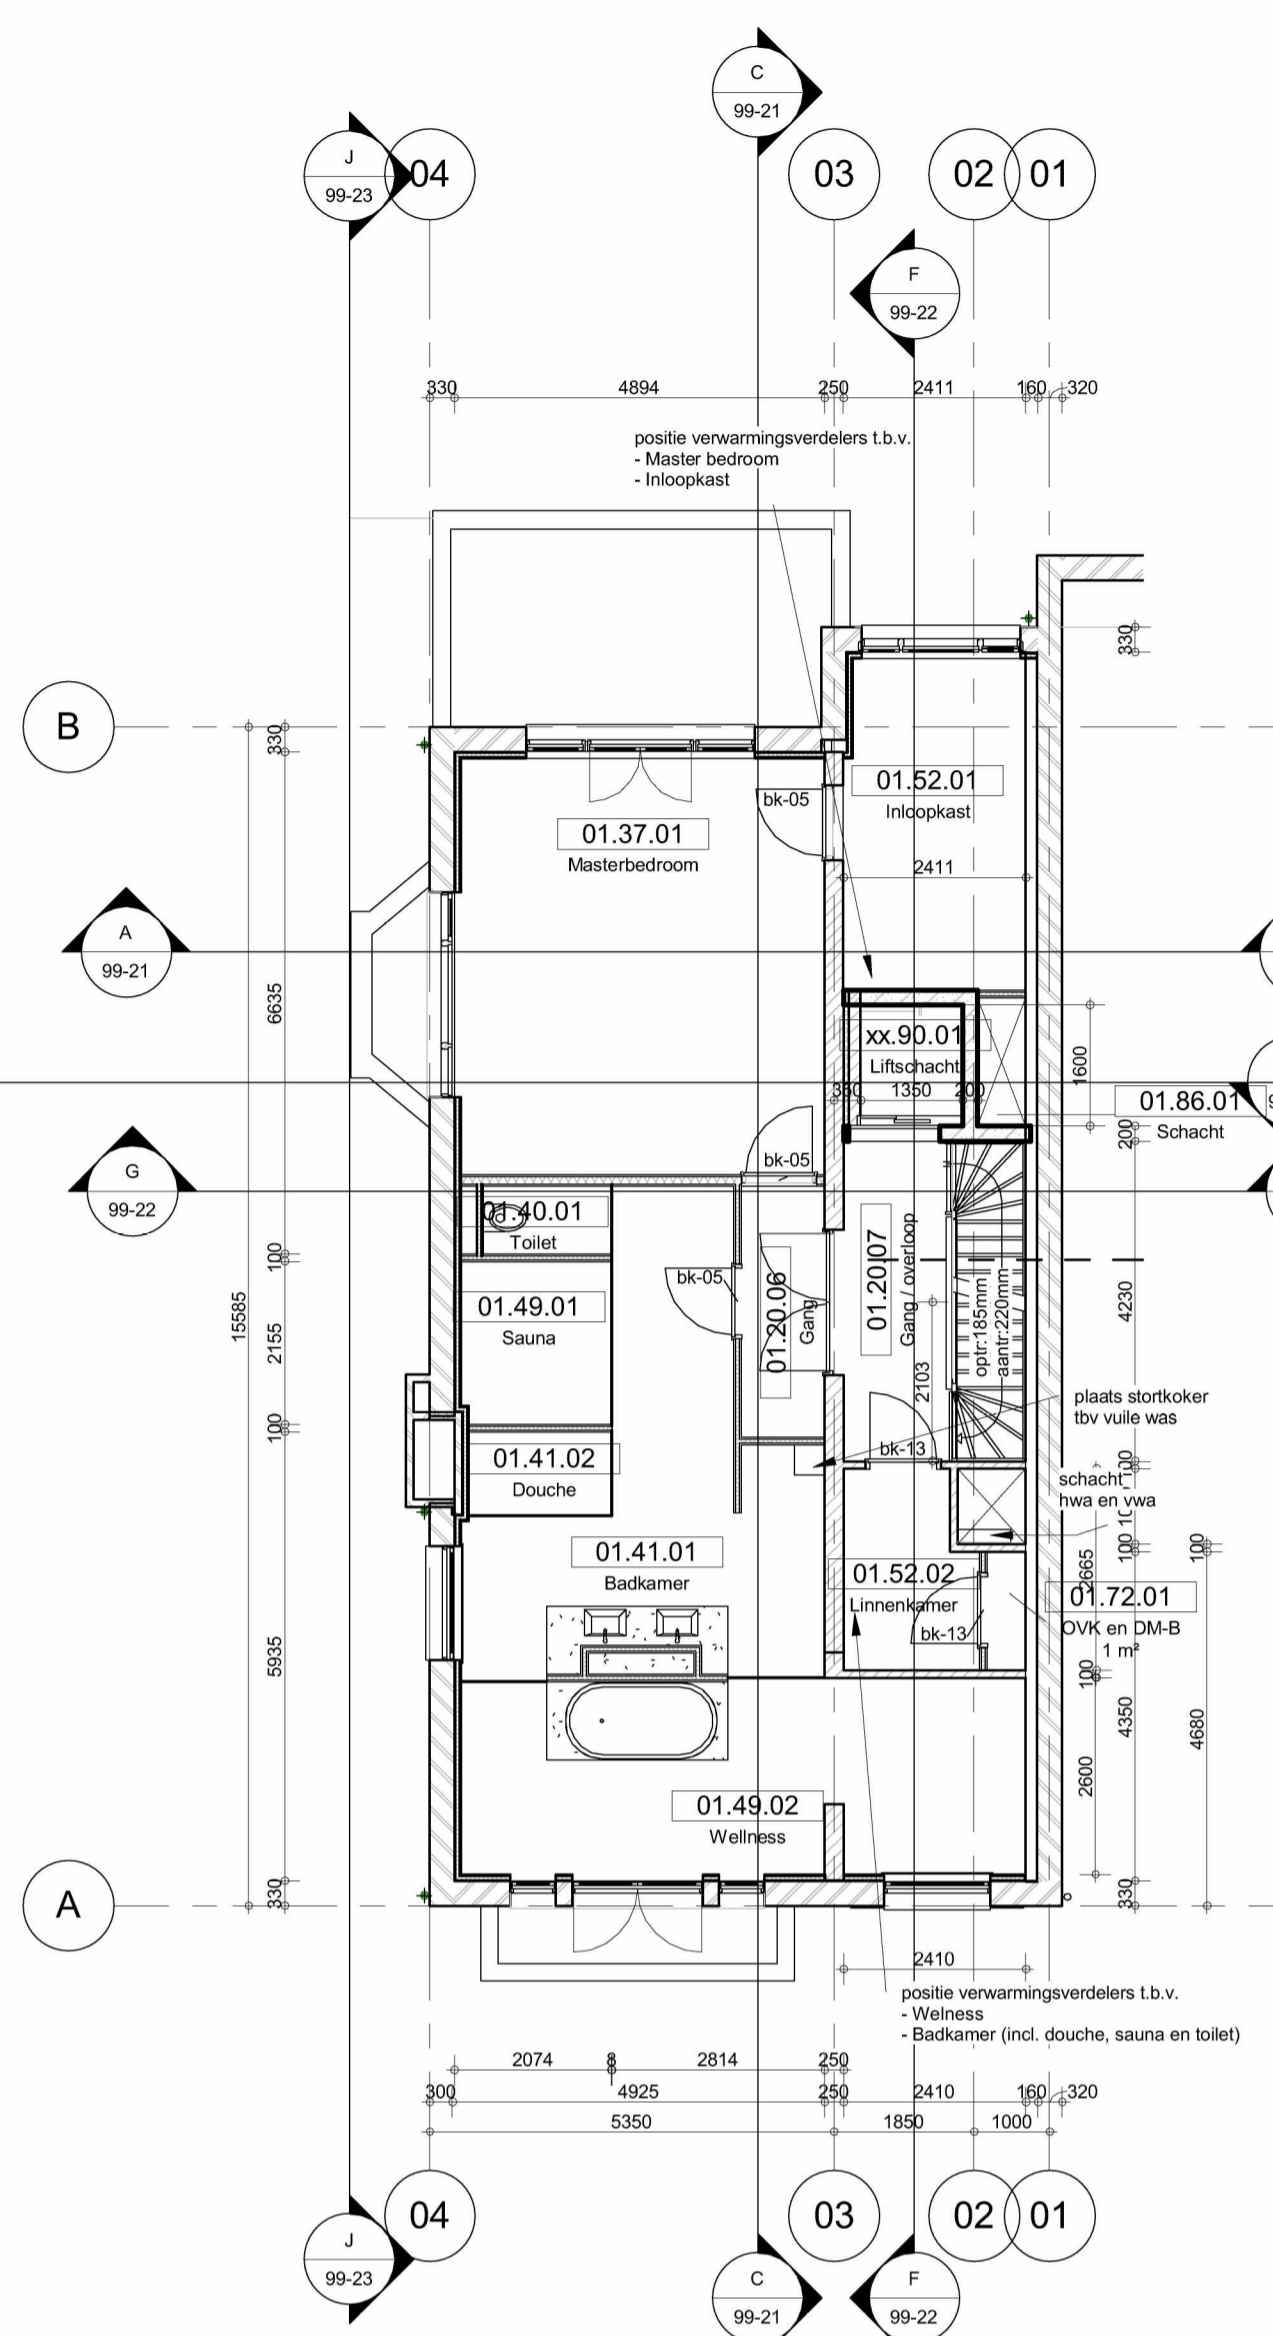 C
99-21
J
99-23
04
03
02
01
F
99-22
330
4894
250
2411
160
320
positie verwarmingsverdelers t.b.v.
- Master bedroom
- Inloopkast
330
B
330
01.52.01
Inloopkast
bk-05
01.37.01
Masterbedroom
2411
A
99-21
6635
xx.90.01
Liftschacht
350
1350
200
1600
01.86.01
Schacht
200
bk-05
G
99-22
01.40.01
Toilet
100
bk-05
01.20.06
Gang
01.20.07
Gang / overloop
optr:185mm
aantr:220mm
4230
15585
2155
01.49.01
Sauna
2103
plaats stortkoker
tbv vuile was
100
bk-13
01.41.02
Douche
schacht
hwa en vwa
100
100
01.41.01
Badkamer
01.52.02
Linnenkamer
bk-13
2665
01.72.01
OVK en DM-B
1 m²
5935
100
4350
4680
2600
01.49.02
Wellness
330
A
330
2410
positie verwarmingsverdelers t.b.v.
- Welness
- Badkamer (incl. douche, sauna en toilet)
2074
8
2814
250
300
4925
250
2410
160
320
5350
1850
1000
04
03
02
01
J
99-23
C
99-21
F
99-22